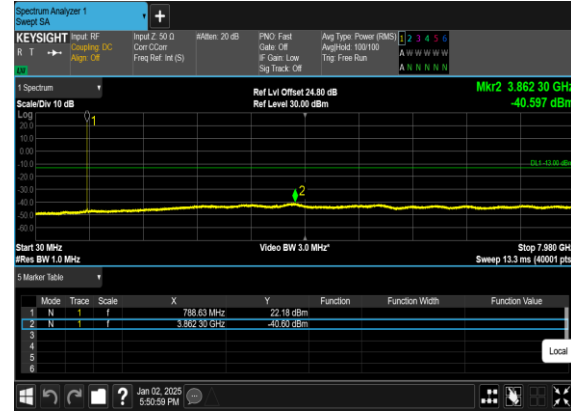 Spectrum Analyzer 1
Swept SA
+
KEYSIGHT Input: RF Input Z: 50 Ω #Atten: 20 dB PNO: Fast Avg Type: Power (RMS) 1 2 3 4 5 6
R T Coupling: DC Corr CCorr Gate: Off Avg|Hold: 100/100 A W W W W W
Align: Off Freq Ref: Int (S) IF Gain: Low Trig: Free Run
Sig Track: Off A N N N N N
1 Spectrum Ref Lvl Offset 24.80 dB Mkr2 3.862 30 GHz
Scale/Div 10 dB Ref Level 30.00 dBm -40.597 dBm
Log
20.0
10.0
0.00
-10.0
-20.0
-30.0
-40.0
-50.0
-60.0
1
DL1 -13.00 dBm
2
Start 30 MHz Video BW 3.0 MHz* Stop 7.980 GHz
#Res BW 1.0 MHz Sweep 13.3 ms (40001 pts)
5 Marker Table
Mode Trace Scale X Y Function Function Width Function Value
1 N 1 f 788.63 MHz 22.18 dBm
2 N 1 f 3.862 30 GHz -40.60 dBm
3
4
5
6
Local
? Jan 02, 2025
5:50:59 PM